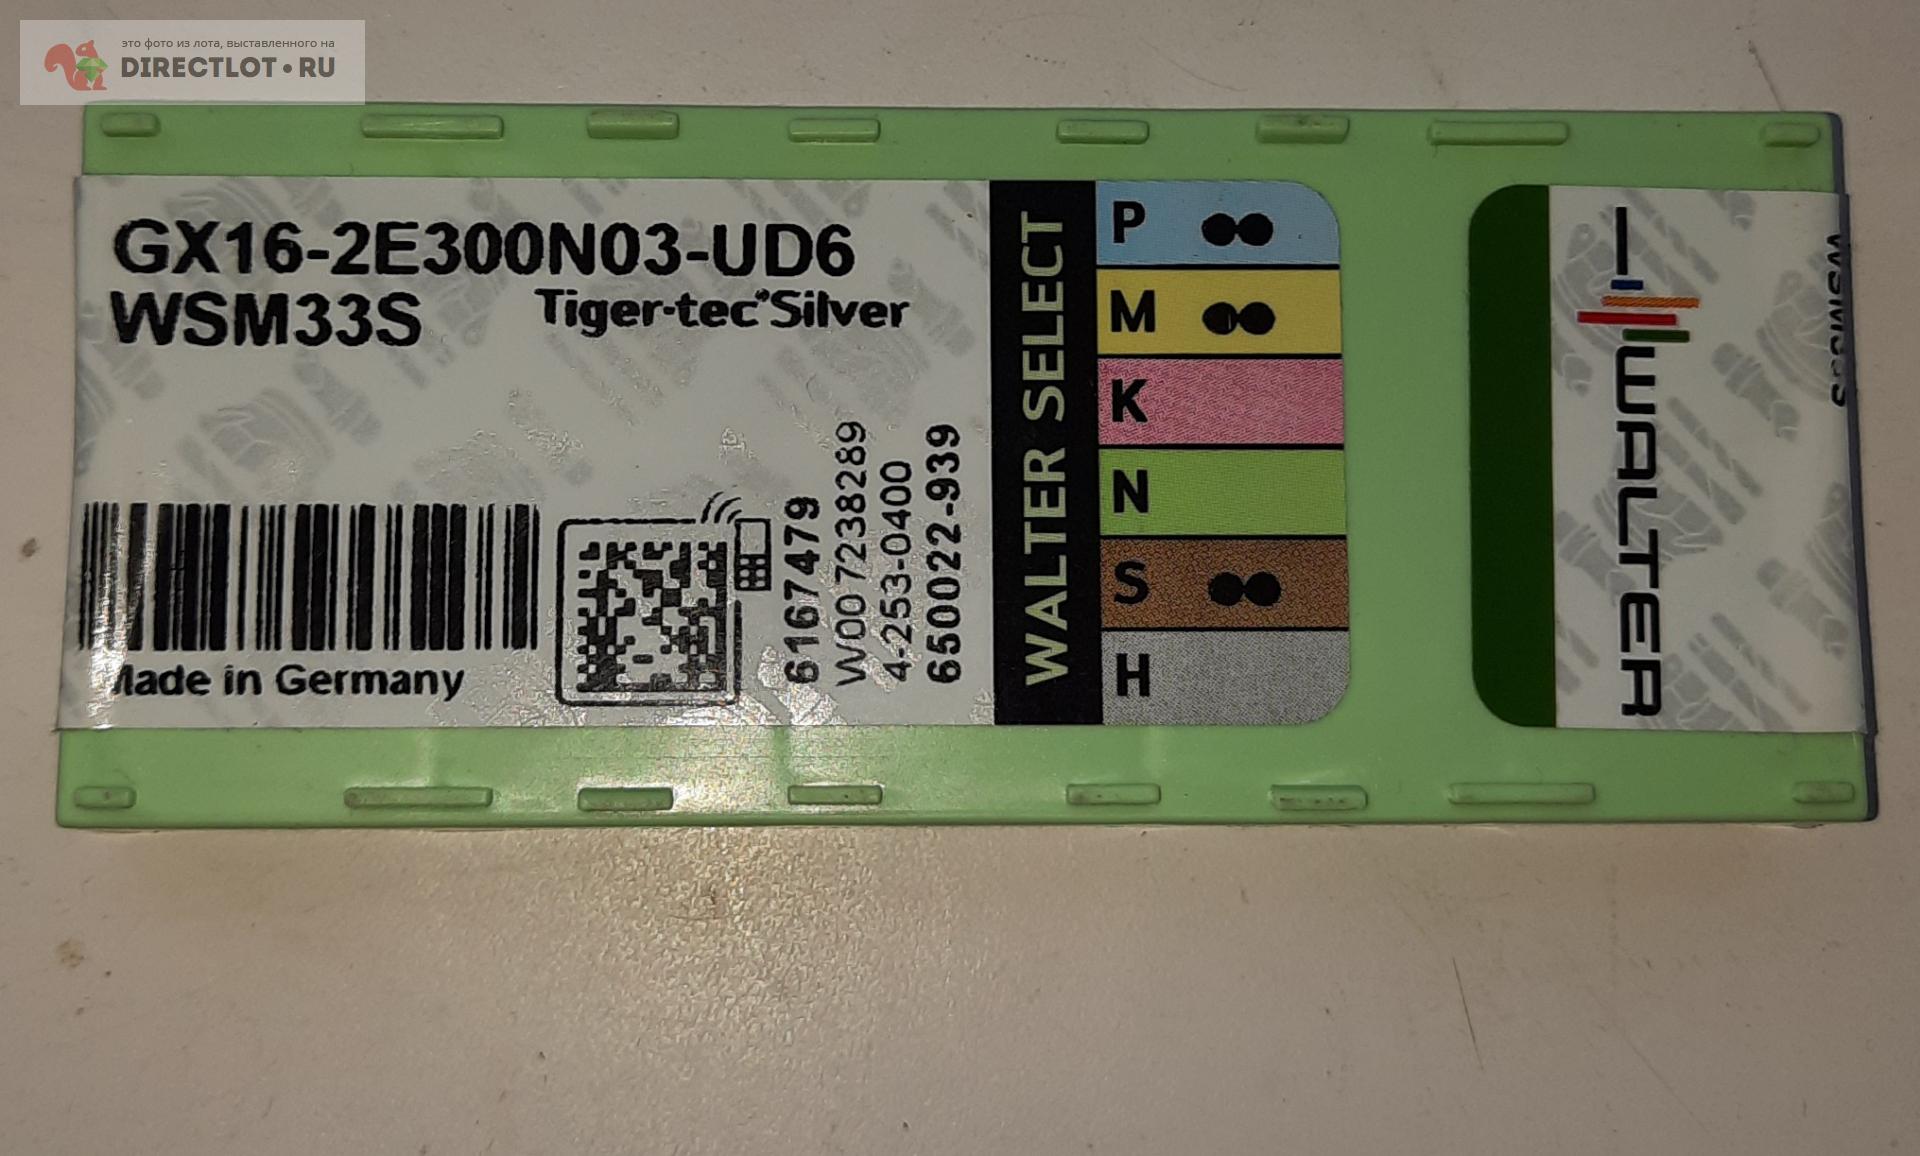 это фото из лота, выставленного на
DIRECTLOT•RU
GX16-2E300N03-UD6
WSM33S
Tiger·tec®Silver
Made in Germany
6167479
W007238289
4-253-0400
650022-939
WALTER SELECT
P
M
K
N
S
H
WALTER
WSM33S